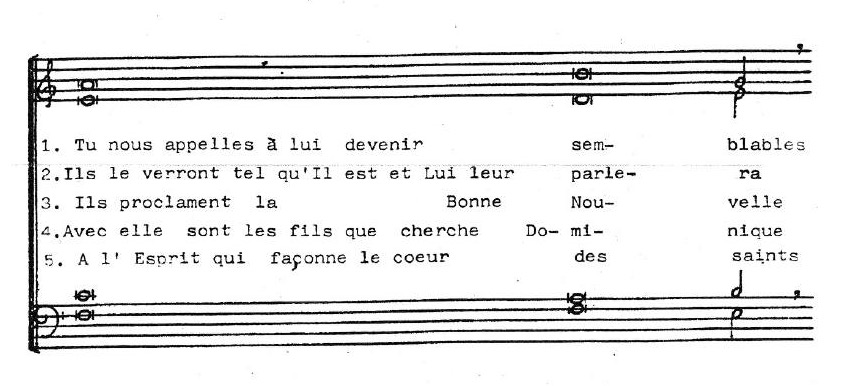 1. Tu nous appelles à lui devenir sem- blables
2.Ils le verront tel qu'Il est et Lui leur parle- ra
3. Ils proclament la Bonne Nou- velle
4.Avec elle sont les fils que cherche Do- mi- nique
5. A l' Esprit qui façonne le coeur des saints